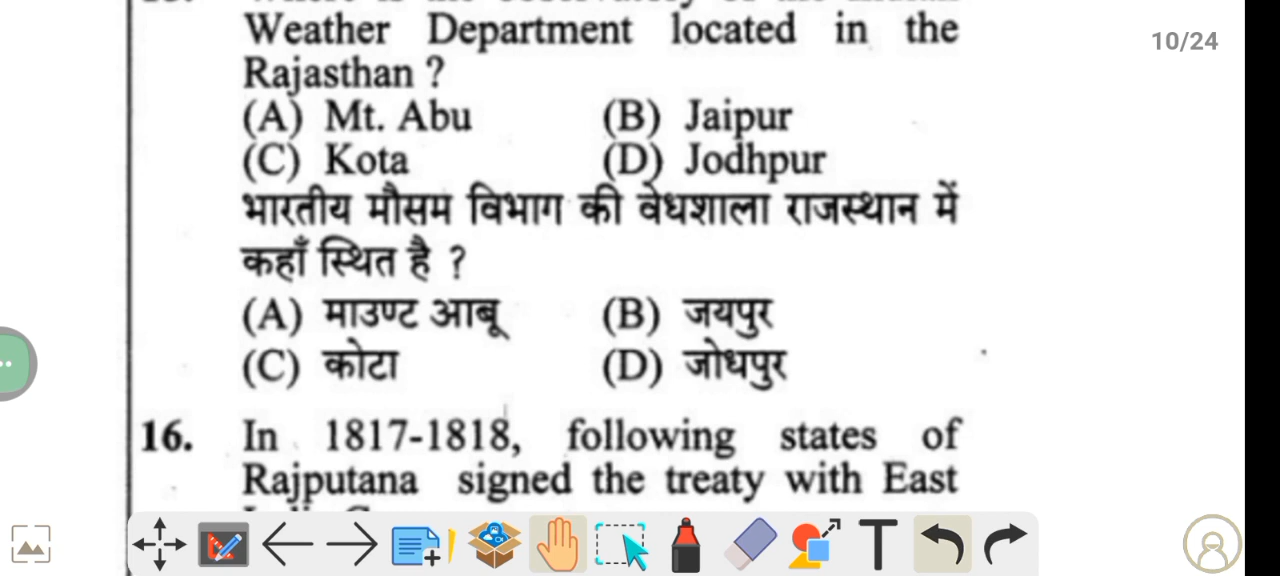 10/24
Weather Department located in the
Rajasthan ?
(A) Mt. Abu (B) Jaipur
(C) Kota (D) Jodhpur
भारतीय मौसम विभाग की वेधशाला राजस्थान में
कहाँ स्थित है ?
(A) माउण्ट आबू (B) जयपुर
(C) कोटा (D) जोधपुर
16. In 1817-1818, following states of
Rajputana signed the treaty with East
T